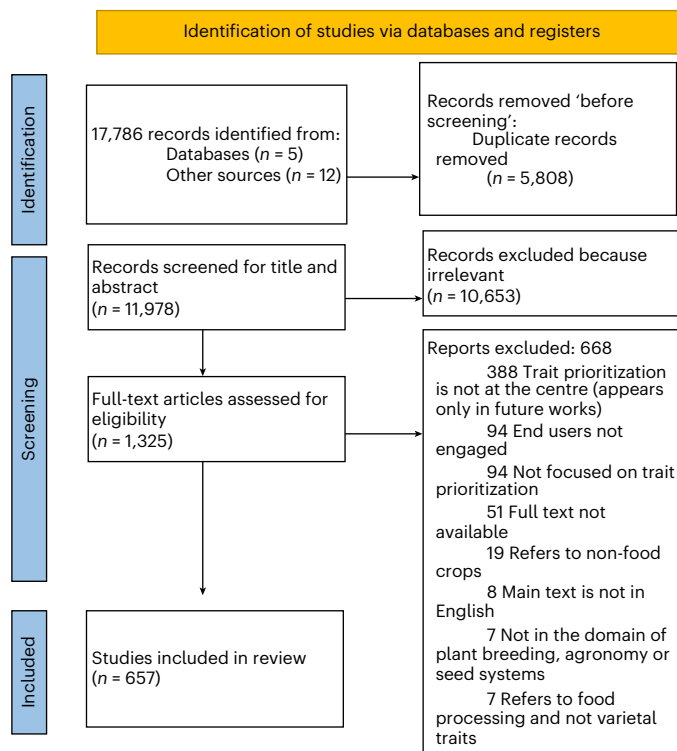 Identification of studies via databases and registers
Identification
17,786 records identified from:
Databases (n = 5)
Other sources (n = 12)
Records removed ‘before
screening’:
Duplicate records
removed
(n = 5,808)
Screening
Records screened for title and
abstract
(n = 11,978)
Records excluded because
irrelevant
(n = 10,653)
Full-text articles assessed for
eligibility
(n = 1,325)
Reports excluded: 668
388 Trait prioritization
is not at the centre (appears
only in future works)
94 End users not
engaged
94 Not focused on trait
prioritization
51 Full text not
available
19 Refers to non-food
crops
8 Main text is not in
English
7 Not in the domain of
plant breeding, agronomy or
seed systems
7 Refers to food
processing and not varietal
traits
Included
Studies included in review
(n = 657)